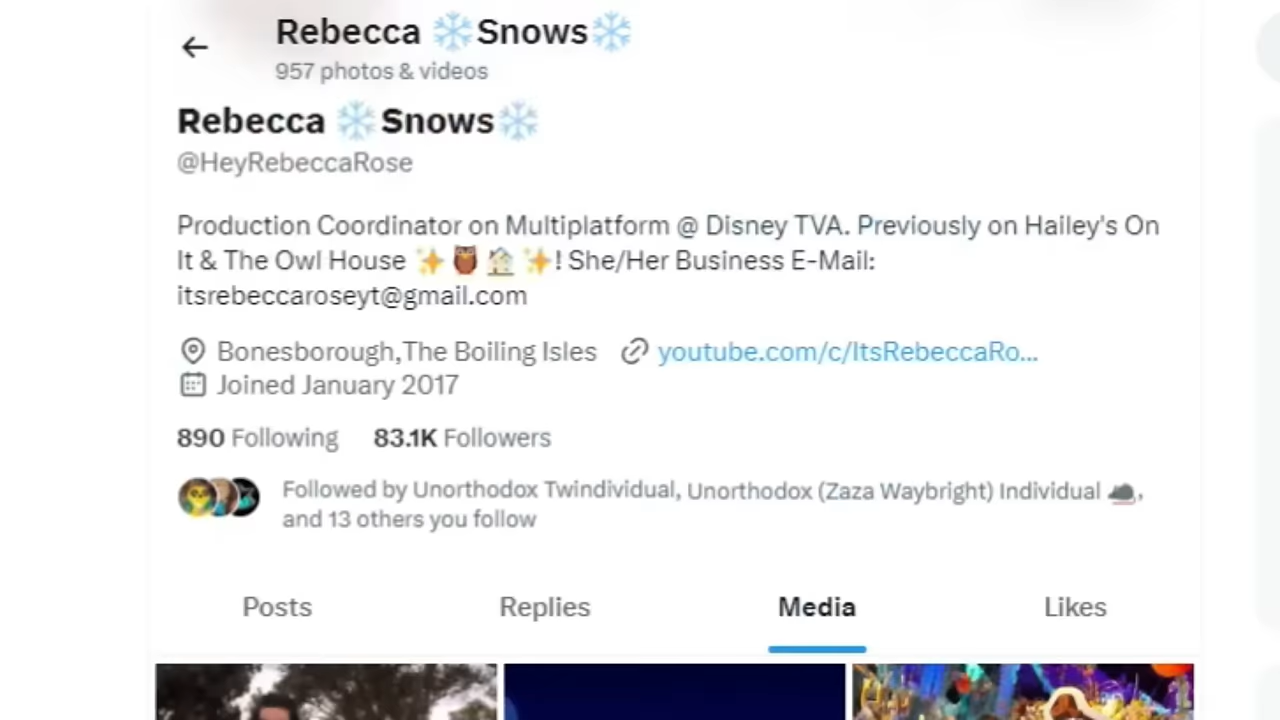 Rebecca ❄️Snows❄️
957 photos & videos
Rebecca ❄️Snows❄️
@HeyRebeccaRose
Production Coordinator on Multiplatform @ Disney TVA. Previously on Hailey's On
It & The Owl House ✨🦉🏠✨! She/Her Business E-Mail:
itsrebeccaroseyt@gmail.com
Bonesborough,The Boiling Isles youtube.com/c/ItsRebeccaRo...
Joined January 2017
890 Following 83.1K Followers
Followed by Unorthodox Twindividual, Unorthodox (Zaza Waybright) Individual ,
and 13 others you follow
Posts Replies Media Likes